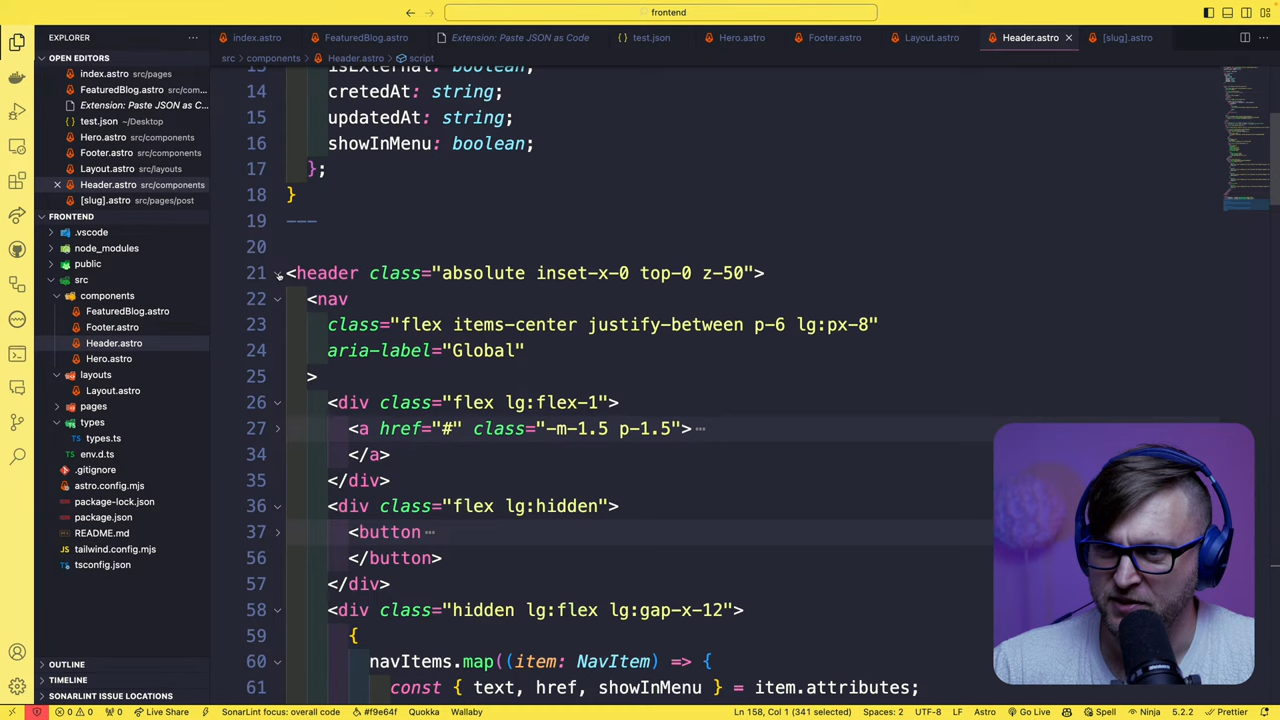 frontend
EXPLORER
index.astro
FeaturedBlog.astro
Extension: Paste JSON as Code
test.json
Hero.astro
Footer.astro
Layout.astro
Header.astro
[slug].astro
OPEN EDITORS
index.astro src/pages
FeaturedBlog.astro src/com...
Extension: Paste JSON as C...
test.json ~/Desktop
Hero.astro src/components
Footer.astro src/components
Layout.astro src/layouts
Header.astro src/components
[slug].astro src/pages/post
FRONTEND
.vscode
node_modules
public
src
components
FeaturedBlog.astro
Footer.astro
Header.astro
Hero.astro
layouts
Layout.astro
pages
types
types.ts
env.d.ts
.gitignore
astro.config.mjs
package-lock.json
package.json
README.md
tailwind.config.mjs
tsconfig.json
OUTLINE
TIMELINE
SONARLINT ISSUE LOCATIONS
src > components > Header.astro > script
13 isExternal: boolean;
14 cretedAt: string;
15 updatedAt: string;
16 showInMenu: boolean;
17 };
18 }
19 ---
20
21 <header class="absolute inset-x-0 top-0 z-50">
22 <nav
23 class="flex items-center justify-between p-6 lg:px-8"
24 aria-label="Global"
25 >
26 <div class="flex lg:flex-1">
27 <a href="#" class="-m-1.5 p-1.5">
34 </a>
35 </div>
36 <div class="flex lg:hidden">
37 <button
56 </button>
57 </div>
58 <div class="hidden lg:flex lg:gap-x-12">
59 {
60 navItems.map((item: NavItem) => {
61 const { text, href, showInMenu } = item.attributes;
0 0 0 Live Share SonarLint focus: overall code #f9e64f Quokka Wallaby Ln 158, Col 1 (341 selected) Spaces: 2 UTF-8 LF Astro Go Live Spell Ninja 5.2.2 Prettier